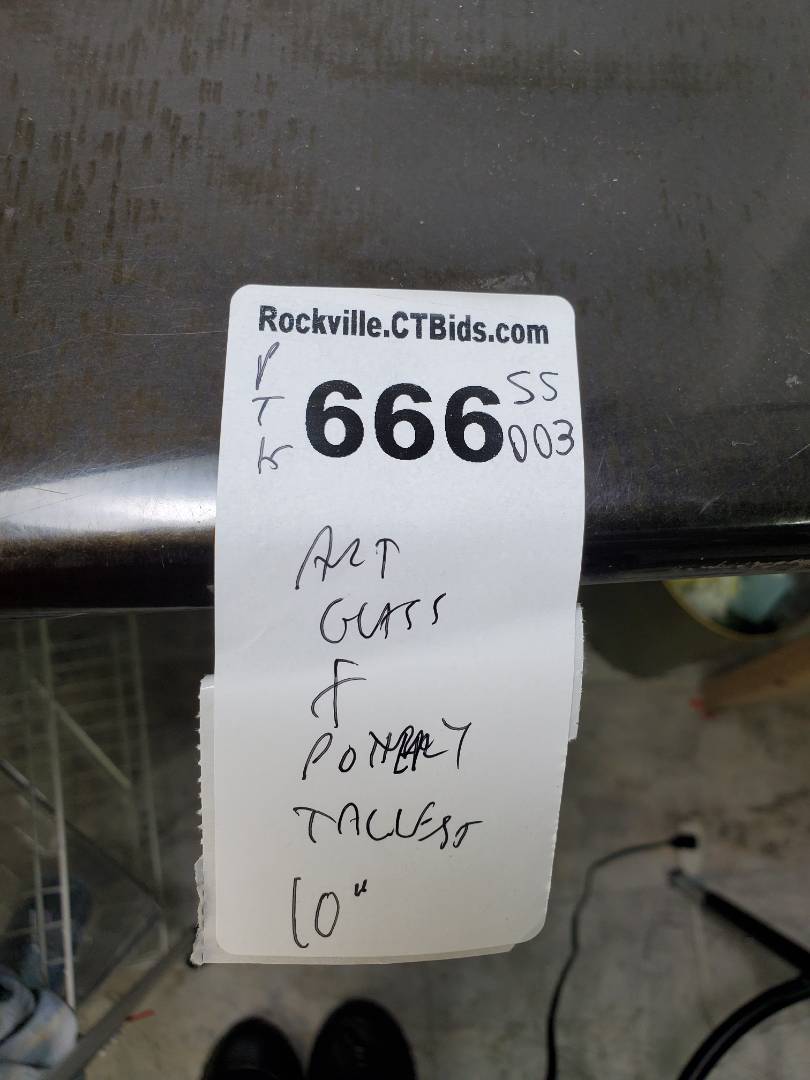 Rockville.CTBids.com
P
T
666
SS
003
ART
GLASS
+
POTTERY
TALLEST
10"